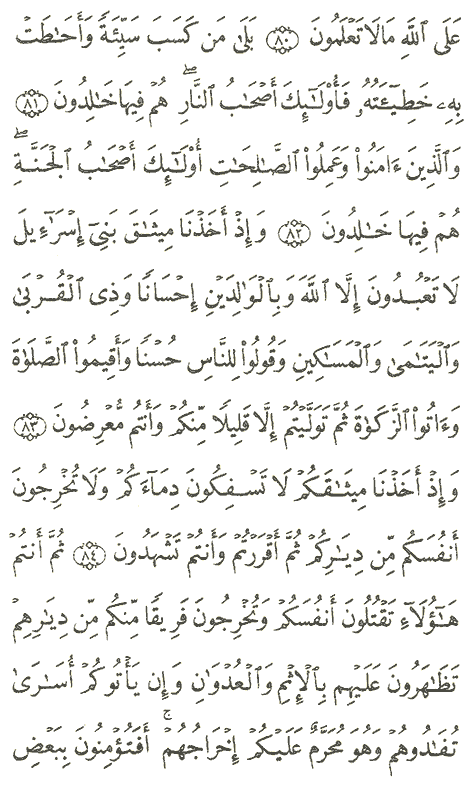 عَلَى ٱللَّهِ مَالَا تَعْلَمُونَ ٨٠ بَلَىٰ مَن كَسَبَ سَيِّئَةً وَأَحَٰطَتْ
بِهِۦ خَطِيٓـَٔتُهُۥ فَأُو۟لَٰٓئِكَ أَصْحَٰبُ ٱلنَّارِ ۖ هُمْ فِيهَا خَٰلِدُونَ ٨١
وَٱلَّذِينَ ءَامَنُوا۟ وَعَمِلُوا۟ ٱلصَّٰلِحَٰتِ أُو۟لَٰٓئِكَ أَصْحَٰبُ ٱلْجَنَّةِ ۖ
هُمْ فِيهَا خَٰلِدُونَ ٨٢ وَإِذْ أَخَذْنَا مِيثَٰقَ بَنِىٓ إِسْرَٰٓءِيلَ
لَا تَعْبُدُونَ إِلَّا ٱللَّهَ وَبِٱلْوَٰلِدَيْنِ إِحْسَانًا وَذِى ٱلْقُرْبَىٰ
وَٱلْيَتَٰمَىٰ وَٱلْمَسَٰكِينِ وَقُولُوا۟ لِلنَّاسِ حُسْنًا وَأَقِيمُوا۟ ٱلصَّلَوٰةَ
وَءَاتُوا۟ ٱلزَّكَوٰةَ ثُمَّ تَوَلَّيْتُمْ إِلَّا قَلِيلًا مِّنكُمْ وَأَنتُم مُّعْرِضُونَ ٨٣
وَإِذْ أَخَذْنَا مِيثَٰقَكُمْ لَا تَسْفِكُونَ دِمَآءَكُمْ وَلَا تُخْرِجُونَ
أَنفُسَكُم مِّن دِيَٰرِكُمْ ثُمَّ أَقْرَرْتُمْ وَأَنتُمْ تَشْهَدُونَ ٨٤ ثُمَّ أَنتُمْ
هَٰٓؤُلَآءِ تَقْتُلُونَ أَنفُسَكُمْ وَتُخْرِجُونَ فَرِيقًا مِّنكُم مِّن دِيَٰرِهِمْ
تَظَٰهَرُونَ عَلَيْهِم بِٱلْإِثْمِ وَٱلْعُدْوَٰنِ وَإِن يَأْتُوكُمْ أُسَٰرَىٰ
تُفَٰدُوهُمْ وَهُوَ مُحَرَّمٌ عَلَيْكُمْ إِخْرَاجُهُمْ ۚ أَفَتُؤْمِنُونَ بِبَعْضِ